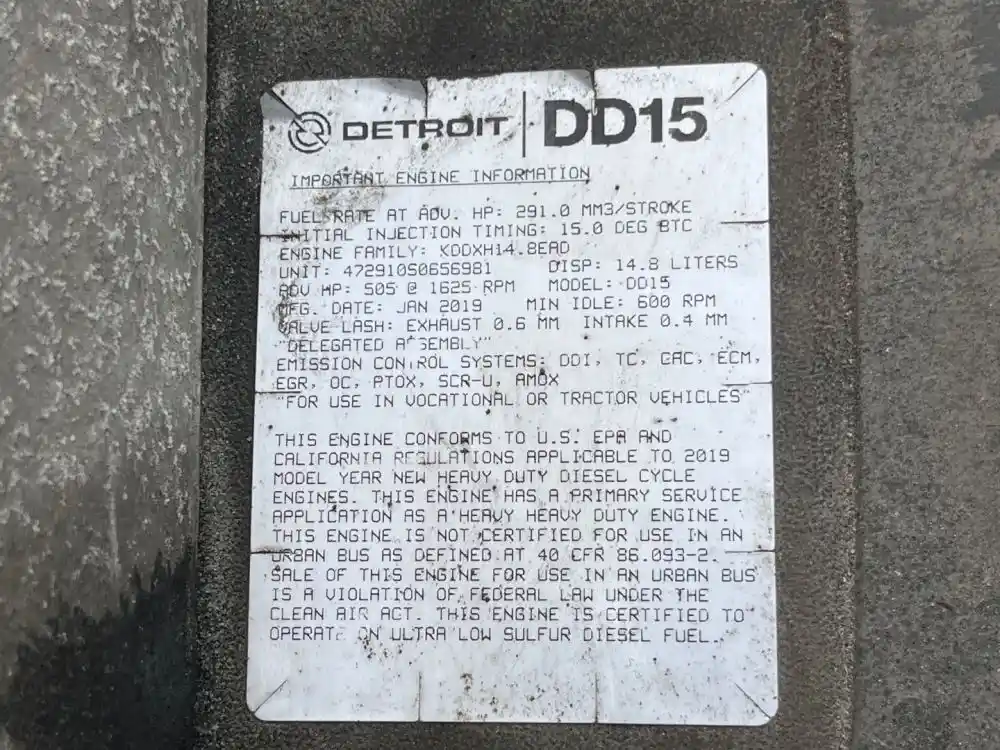 DETROIT DD15
IMPORTANT ENGINE INFORMATION
FUEL RATE AT ADV. HP: 291.0 MM3/STROKE
INITIAL INJECTION TIMING: 15.0 DEG BTC
ENGINE FAMILY: KDDXH14.8EAD
UNIT: 472910S0656981 DISP: 14.8 LITERS
ADV HP: 505 @ 1625 RPM MODEL: DD15
MFG. DATE: JAN 2019 MIN IDLE: 600 RPM
VALVE LASH: EXHAUST 0.6 MM INTAKE 0.4 MM
"DELEGATED ASSEMBLY"
EMISSION CONTROL SYSTEMS: DDI, TC, CAC, ECM,
EGR, OC, PTOX, SCR-U, AMOX
"FOR USE IN VOCATIONAL OR TRACTOR VEHICLES"
THIS ENGINE CONFORMS TO U.S. EPA AND
CALIFORNIA REGULATIONS APPLICABLE TO 2019
MODEL YEAR NEW HEAVY DUTY DIESEL CYCLE
ENGINES. THIS ENGINE HAS A PRIMARY SERVICE
APPLICATION AS A HEAVY HEAVY DUTY ENGINE.
THIS ENGINE IS NOT CERTIFIED FOR USE IN AN
URBAN BUS AS DEFINED AT 40 CFR 86.093-2.
SALE OF THIS ENGINE FOR USE IN AN URBAN BUS
IS A VIOLATION OF FEDERAL LAW UNDER THE
CLEAN AIR ACT. THIS ENGINE IS CERTIFIED TO
OPERATE ON ULTRA LOW SULFUR DIESEL FUEL.